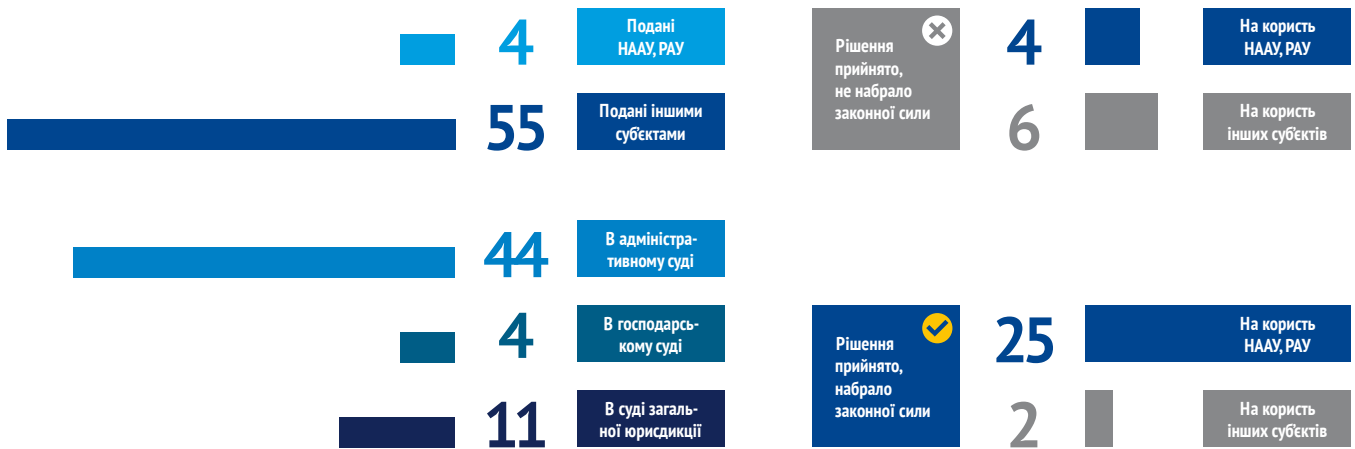 4
Подані
НААУ, РАУ
55
Подані іншими
суб'єктами
44
В адміністра-
тивному суді
4
В господарсь-
кому суді
11
В суді загаль-
ної юрисдикції
Рішення
прийнято,
не набрало
законної сили
4
На користь
НААУ, РАУ
6
На користь
інших суб'єктів
Рішення
прийнято,
набрало
законної сили
25
На користь
НААУ, РАУ
2
На користь
інших суб'єктів